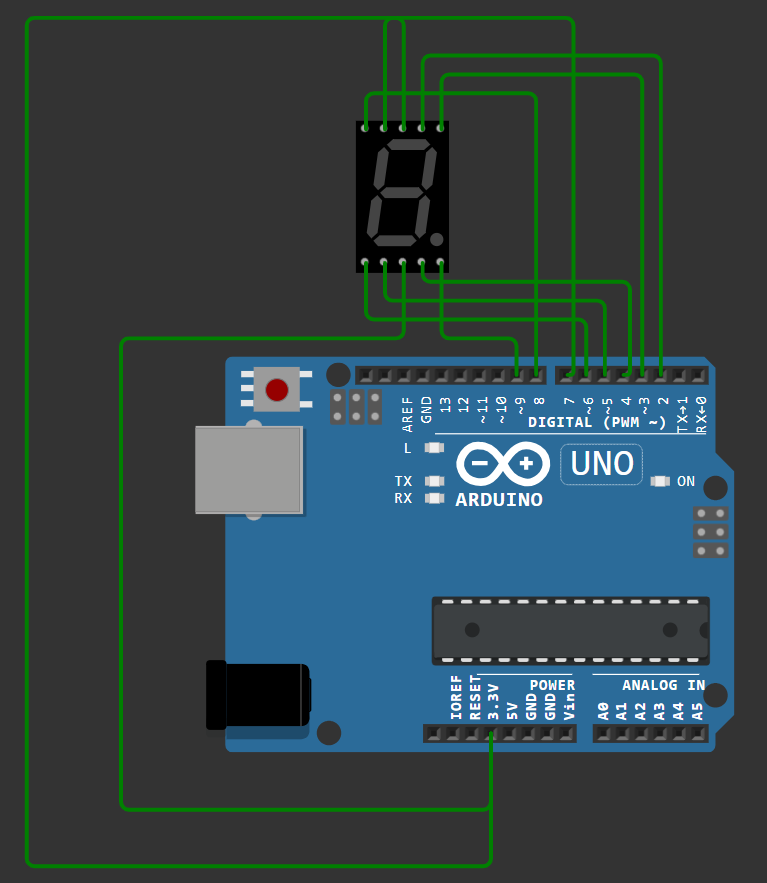 AREF
GND
13
12
~11
~10
~9
8
7
~6
~5
4
~3
2
TX→1
RX←0
DIGITAL (PWM ~)
L
TX
RX
UNO
ON
ARDUINO
IOREF
RESET
3.3V
5V
GND
GND
Vin
POWER
ANALOG IN
A0
A1
A2
A3
A4
A5